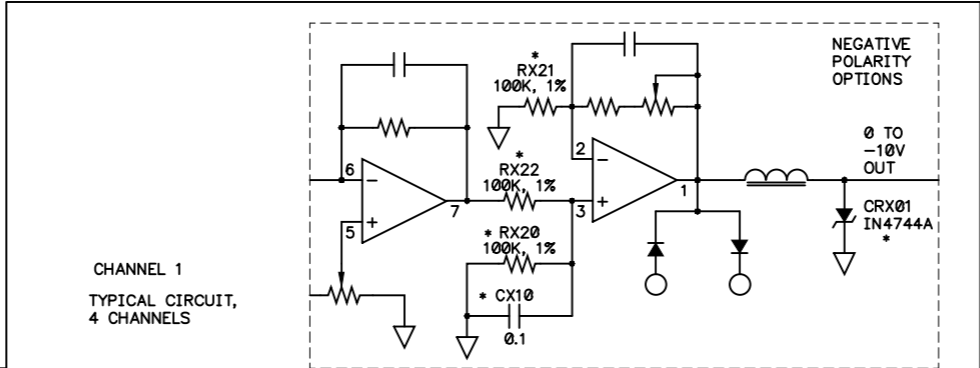 NEGATIVE
POLARITY
OPTIONS
*
RX21
100K, 1%
0 TO
-10V
OUT
6
-
+
5
7
*
RX22
100K, 1%
2
-
+
3
1
* RX20
100K, 1%
* CX10
0.1
CRX01
IN4744A
*
CHANNEL 1
TYPICAL CIRCUIT,
4 CHANNELS